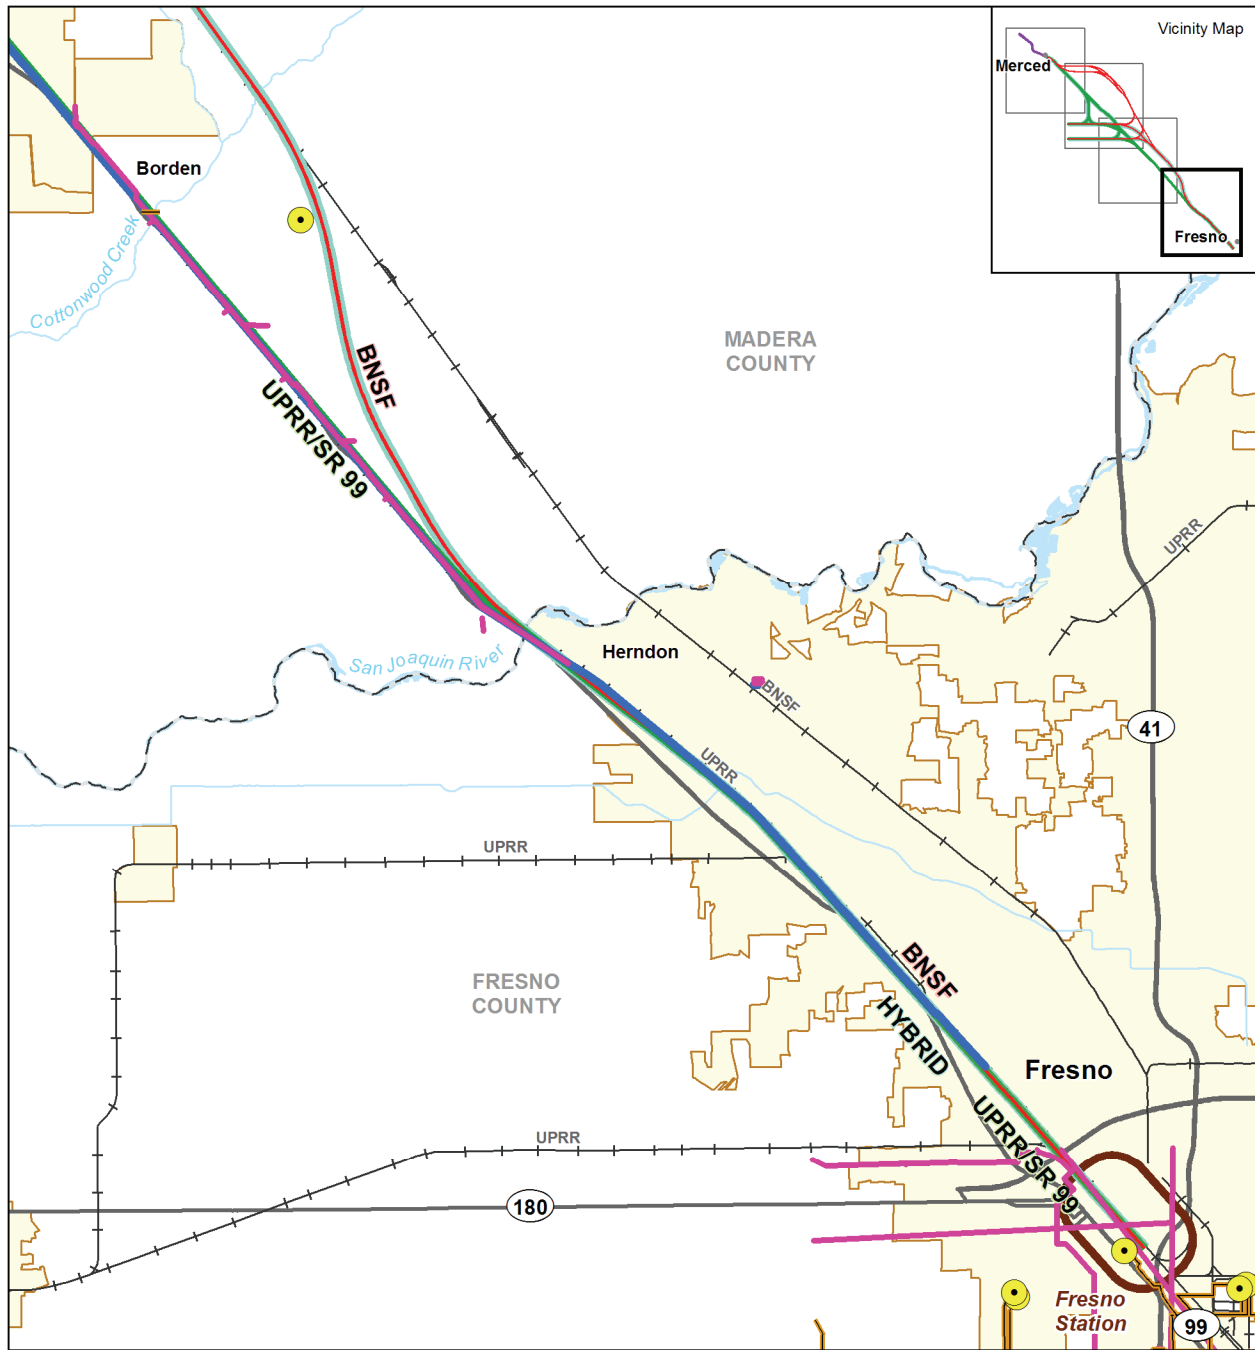 Vicinity Map
Merced
Fresno
Borden
Cottonwood Creek
MADERA
COUNTY
BNSF
UPRR/SR 99
UPRR
San Joaquin River
Herndon
BNSF
41
UPRR
UPRR
FRESNO
COUNTY
BNSF
HYBRID
Fresno
UPRR/SR 99
UPRR
180
Fresno
Station
99